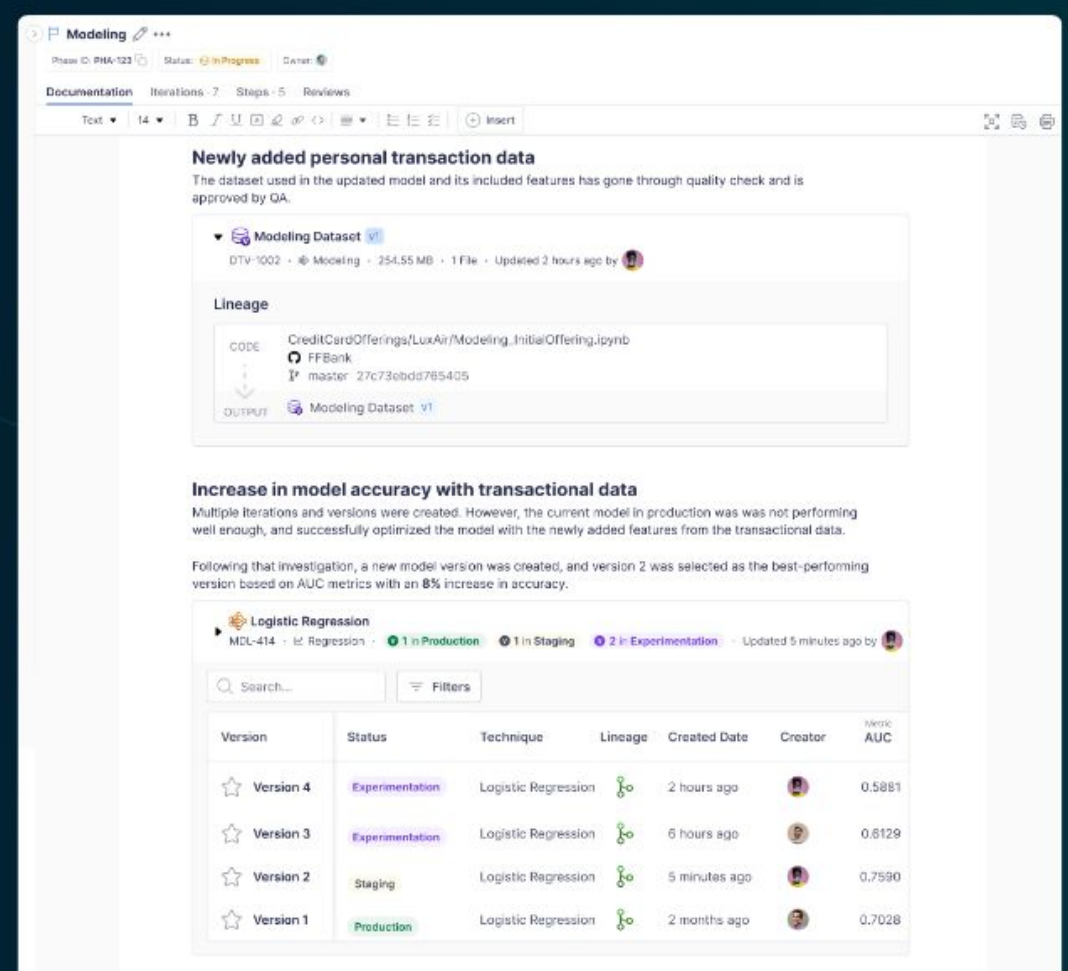 Modeling
Phase ID: PHA-123 Status: In Progress Owner:
Documentation Iterations · 7 Steps · 5 Reviews
Text 14 B I U Insert
Newly added personal transaction data
The dataset used in the updated model and its included features has gone through quality check and is
approved by QA.
Modeling Dataset v1
DTV-1002 · Modeling · 254.55 MB · 1 File · Updated 2 hours ago by
Lineage
CODE
CreditCardOfferings/LuxAir/Modeling_InitialOffering.ipynb
FFBank
master 27c73ebdd765405
OUTPUT Modeling Dataset v1
Increase in model accuracy with transactional data
Multiple iterations and versions were created. However, the current model in production was was not performing
well enough, and successfully optimized the model with the newly added features from the transactional data.
Following that investigation, a new model version was created, and version 2 was selected as the best-performing
version based on AUC metrics with an 8% increase in accuracy.
Logistic Regression
MDL-414 · Regression · V 1 in Production V 1 in Staging V 2 in Experimentation · Updated 5 minutes ago by
Search... Filters
Version Status Technique Lineage Created Date Creator Metric AUC
Version 4 Experimentation Logistic Regression 2 hours ago 0.5881
Version 3 Experimentation Logistic Regression 6 hours ago 0.6129
Version 2 Staging Logistic Regression 5 minutes ago 0.7590
Version 1 Production Logistic Regression 2 months ago 0.7028